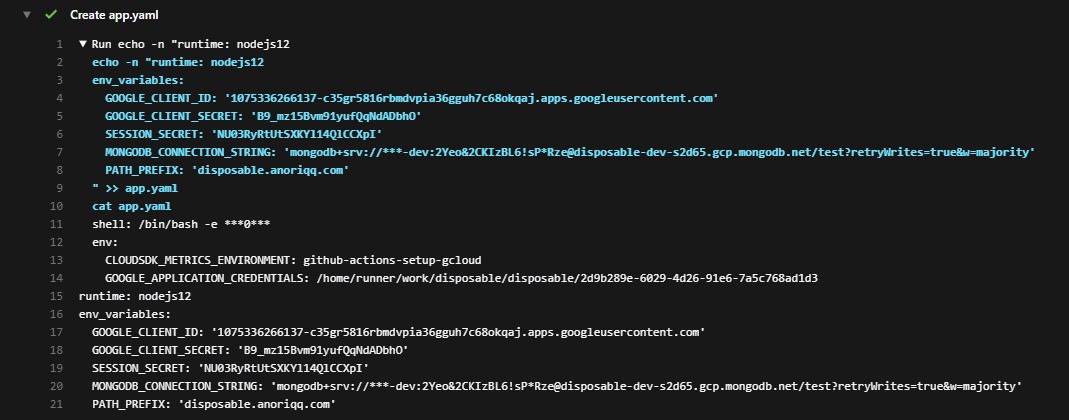 Create app.yaml
1 Run echo -n "runtime: nodejs12
2 echo -n "runtime: nodejs12
3 env_variables:
4 GOOGLE_CLIENT_ID: '1075336266137-c35gr5816rbmdvpia36gguh7c68okqaj.apps.googleusercontent.com'
5 GOOGLE_CLIENT_SECRET: 'B9_mz15Bvm91yufQqNdADbhO'
6 SESSION_SECRET: 'NU03RyRtUtSXKYl14QlCCXpI'
7 MONGODB_CONNECTION_STRING: 'mongodb+srv://***-dev:2Yeo&2CKIzBL6!sP*Rze@disposable-dev-s2d65.gcp.mongodb.net/test?retryWrites=true&w=majority'
8 PATH_PREFIX: 'disposable.anoriqq.com'
9 " >> app.yaml
10 cat app.yaml
11 shell: /bin/bash -e ***0***
12 env:
13 CLOUDSDK_METRICS_ENVIRONMENT: github-actions-setup-gcloud
14 GOOGLE_APPLICATION_CREDENTIALS: /home/runner/work/disposable/disposable/2d9b289e-6029-4d26-91e6-7a5c768ad1d3
15 runtime: nodejs12
16 env_variables:
17 GOOGLE_CLIENT_ID: '1075336266137-c35gr5816rbmdvpia36gguh7c68okqaj.apps.googleusercontent.com'
18 GOOGLE_CLIENT_SECRET: 'B9_mz15Bvm91yufQqNdADbhO'
19 SESSION_SECRET: 'NU03RyRtUtSXKYl14QlCCXpI'
20 MONGODB_CONNECTION_STRING: 'mongodb+srv://***-dev:2Yeo&2CKIzBL6!sP*Rze@disposable-dev-s2d65.gcp.mongodb.net/test?retryWrites=true&w=majority'
21 PATH_PREFIX: 'disposable.anoriqq.com'